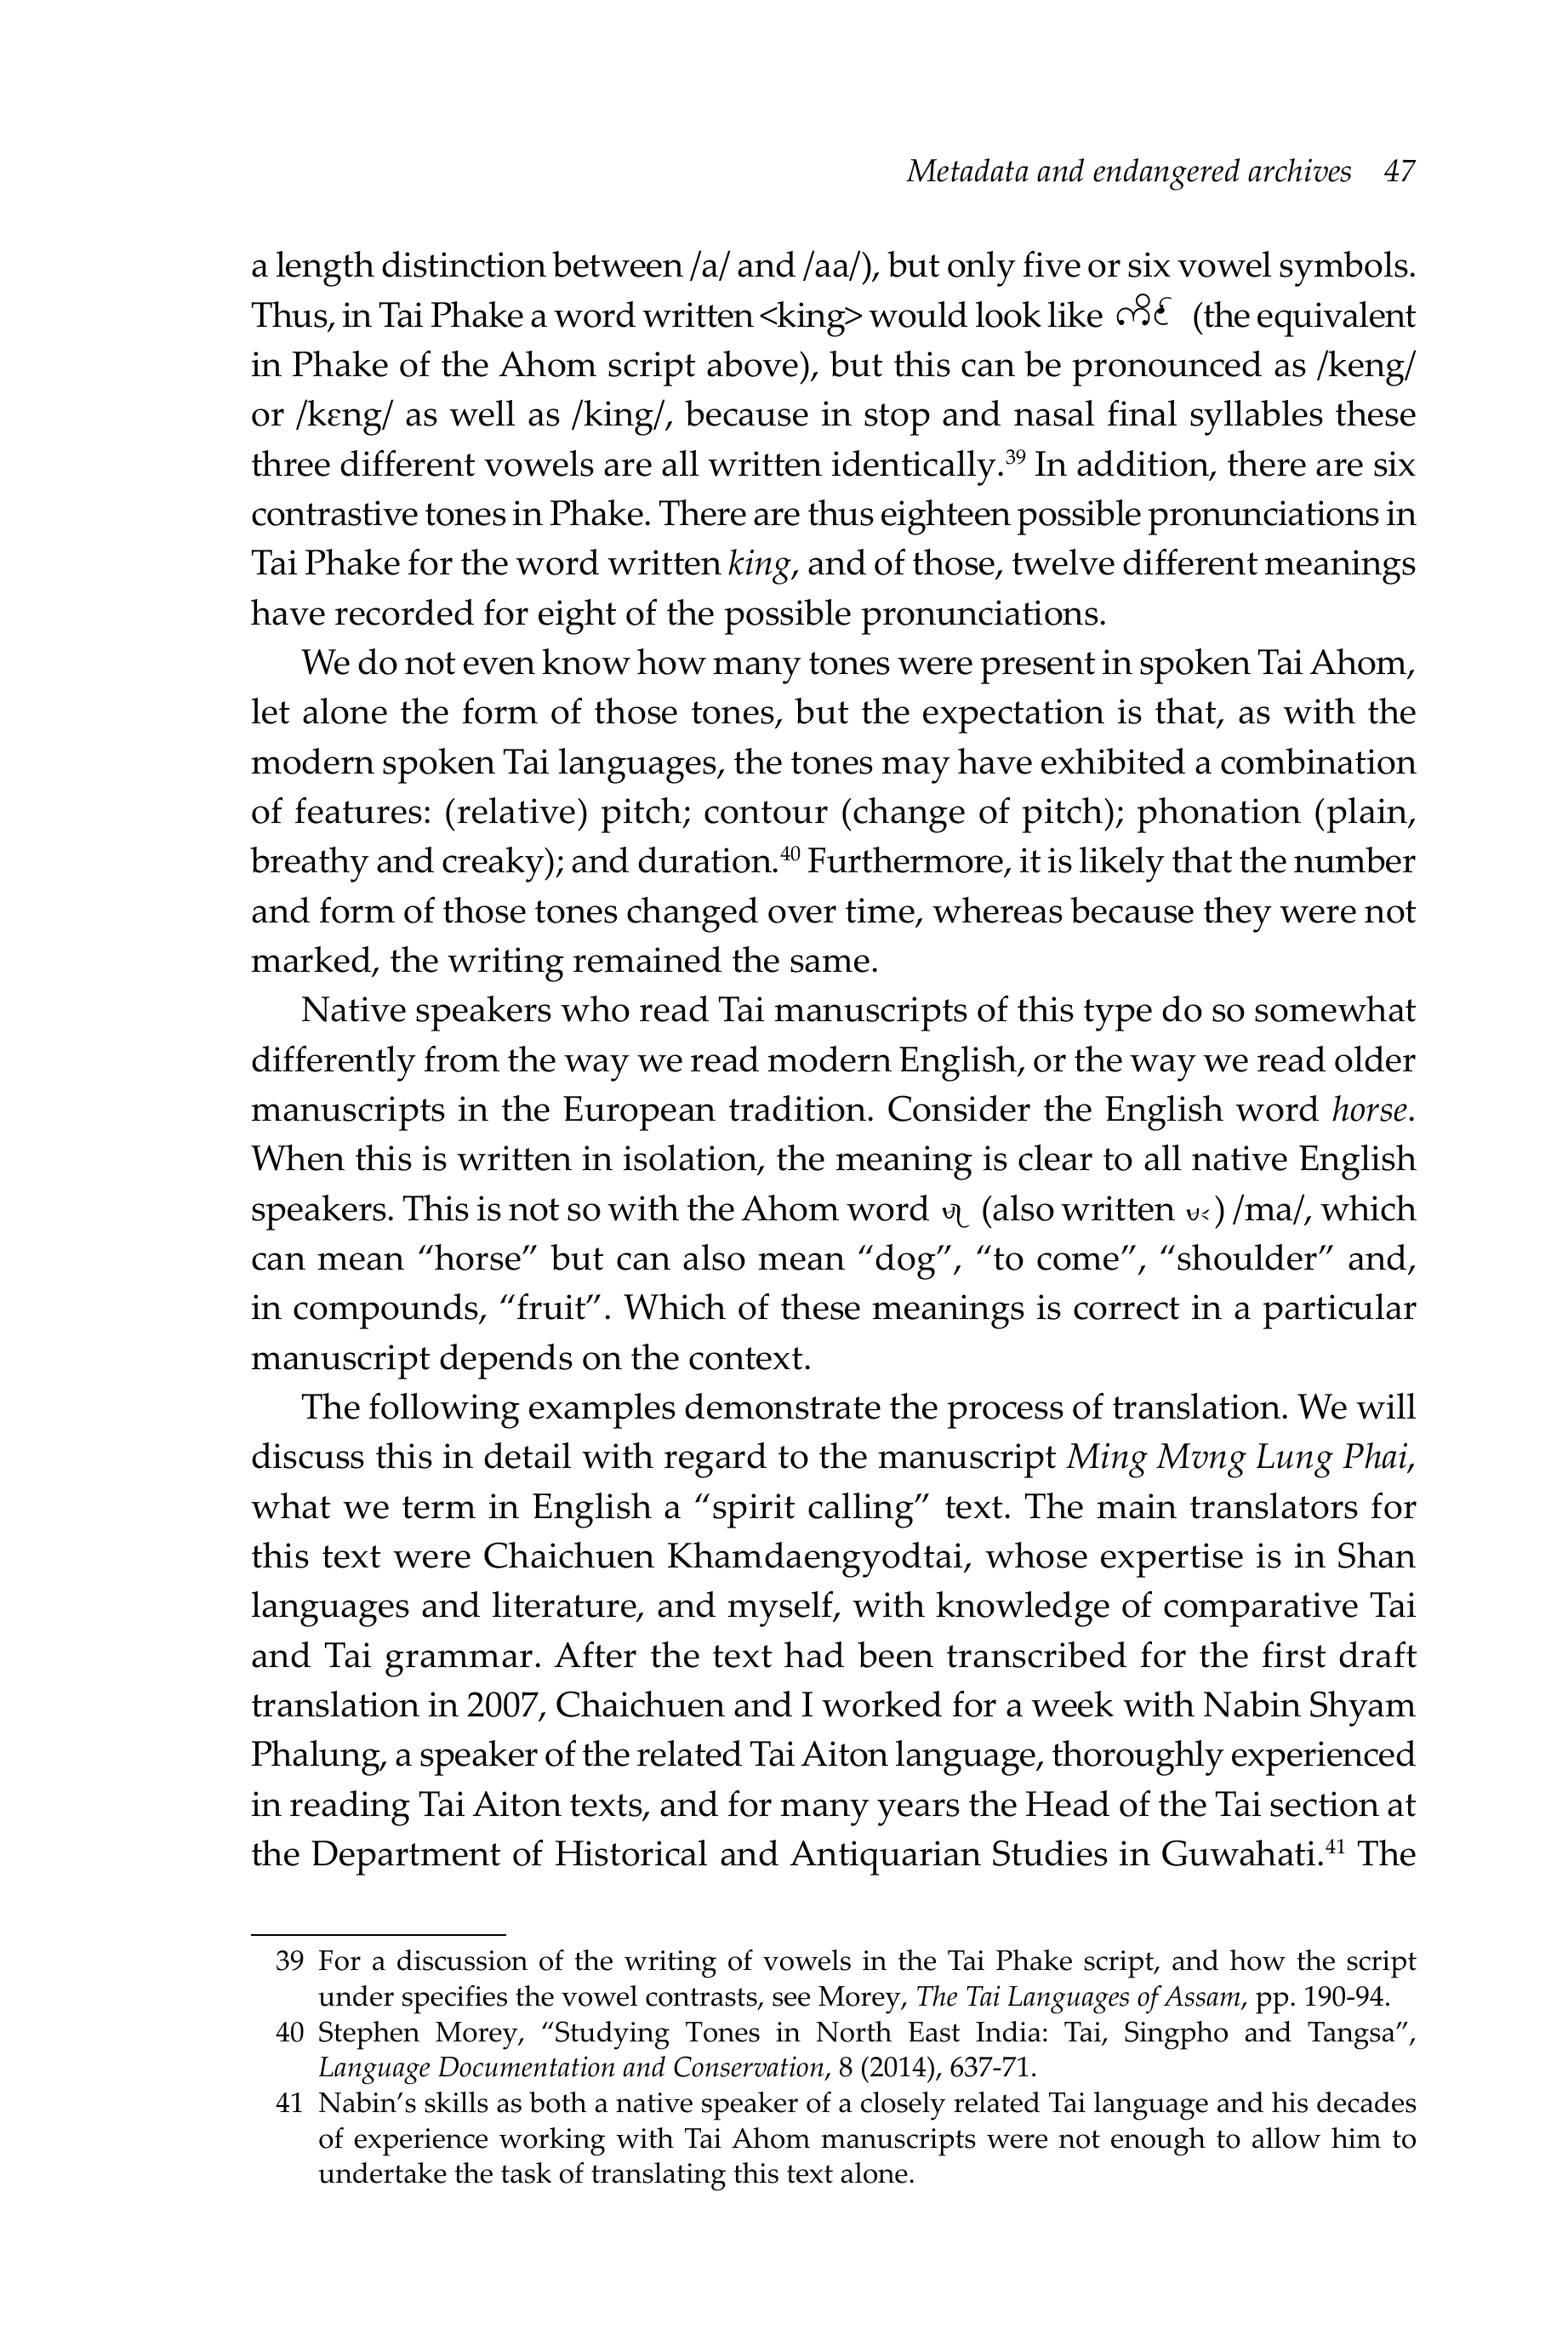 Metadata and endangered archives 47
a length distinction between /a/ and /aa/), but only five or six vowel symbols.
Thus, in Tai Phake a word written <king> would look like ကိင် (the equivalent
in Phake of the Ahom script above), but this can be pronounced as /keng/
or /kɛng/ as well as /king/, because in stop and nasal final syllables these
three different vowels are all written identically.39 In addition, there are six
contrastive tones in Phake. There are thus eighteen possible pronunciations in
Tai Phake for the word written king, and of those, twelve different meanings
have recorded for eight of the possible pronunciations.
We do not even know how many tones were present in spoken Tai Ahom,
let alone the form of those tones, but the expectation is that, as with the
modern spoken Tai languages, the tones may have exhibited a combination
of features: (relative) pitch; contour (change of pitch); phonation (plain,
breathy and creaky); and duration.40 Furthermore, it is likely that the number
and form of those tones changed over time, whereas because they were not
marked, the writing remained the same.
Native speakers who read Tai manuscripts of this type do so somewhat
differently from the way we read modern English, or the way we read older
manuscripts in the European tradition. Consider the English word horse.
When this is written in isolation, the meaning is clear to all native English
speakers. This is not so with the Ahom word 𑜉𑜡 (also written 𑜉𑜠) /ma/, which
can mean “horse” but can also mean “dog”, “to come”, “shoulder” and,
in compounds, “fruit”. Which of these meanings is correct in a particular
manuscript depends on the context.
The following examples demonstrate the process of translation. We will
discuss this in detail with regard to the manuscript Ming Mvng Lung Phai,
what we term in English a “spirit calling” text. The main translators for
this text were Chaichuen Khamdaengyodtai, whose expertise is in Shan
languages and literature, and myself, with knowledge of comparative Tai
and Tai grammar. After the text had been transcribed for the first draft
translation in 2007, Chaichuen and I worked for a week with Nabin Shyam
Phalung, a speaker of the related Tai Aiton language, thoroughly experienced
in reading Tai Aiton texts, and for many years the Head of the Tai section at
the Department of Historical and Antiquarian Studies in Guwahati.41 The
39 For a discussion of the writing of vowels in the Tai Phake script, and how the script
under specifies the vowel contrasts, see Morey, The Tai Languages of Assam, pp. 190-94.
40 Stephen Morey, “Studying Tones in North East India: Tai, Singpho and Tangsa”,
Language Documentation and Conservation, 8 (2014), 637-71.
41 Nabin’s skills as both a native speaker of a closely related Tai language and his decades
of experience working with Tai Ahom manuscripts were not enough to allow him to
undertake the task of translating this text alone.